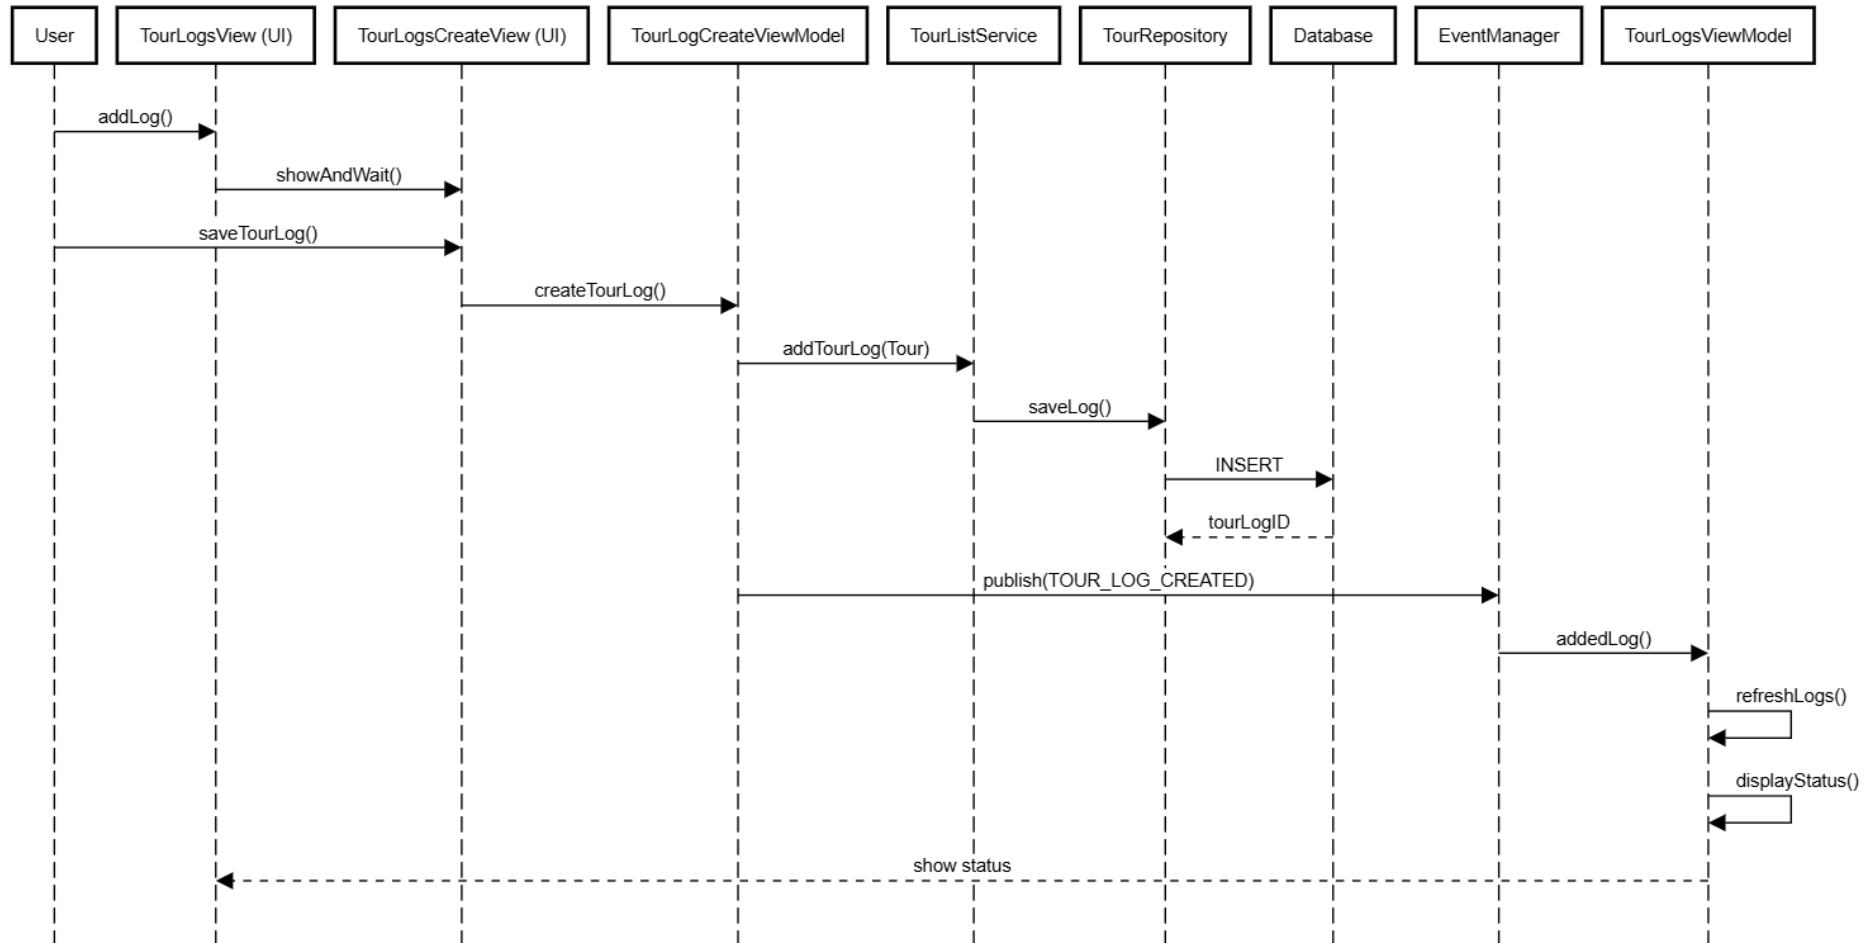 User
TourLogsView (UI)
TourLogsCreateView (UI)
TourLogCreateViewModel
TourListService
TourRepository
Database
EventManager
TourLogsViewModel
addLog()
showAndWait()
saveTourLog()
createTourLog()
addTourLog(Tour)
saveLog()
INSERT
tourLogID
publish(TOUR_LOG_CREATED)
addedLog()
refreshLogs()
displayStatus()
show status